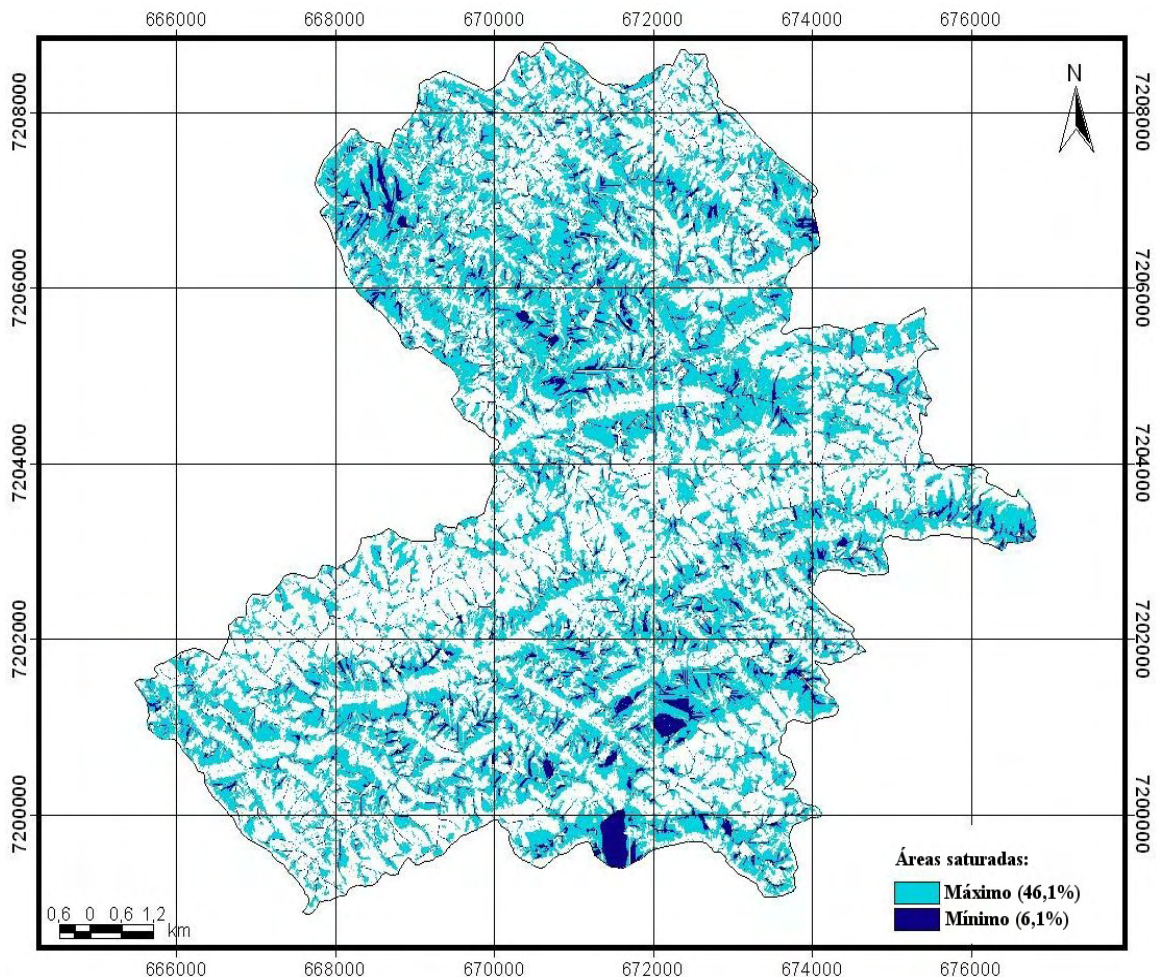 666000 668000 670000 672000 674000 676000
N
7208000 7208000
7206000 7206000
7204000 7204000
7202000 7202000
7200000 7200000
Áreas saturadas:
Máximo (46,1%)
Mínimo (6,1%)
0,6 0 0,6 1,2
km
666000 668000 670000 672000 674000 676000